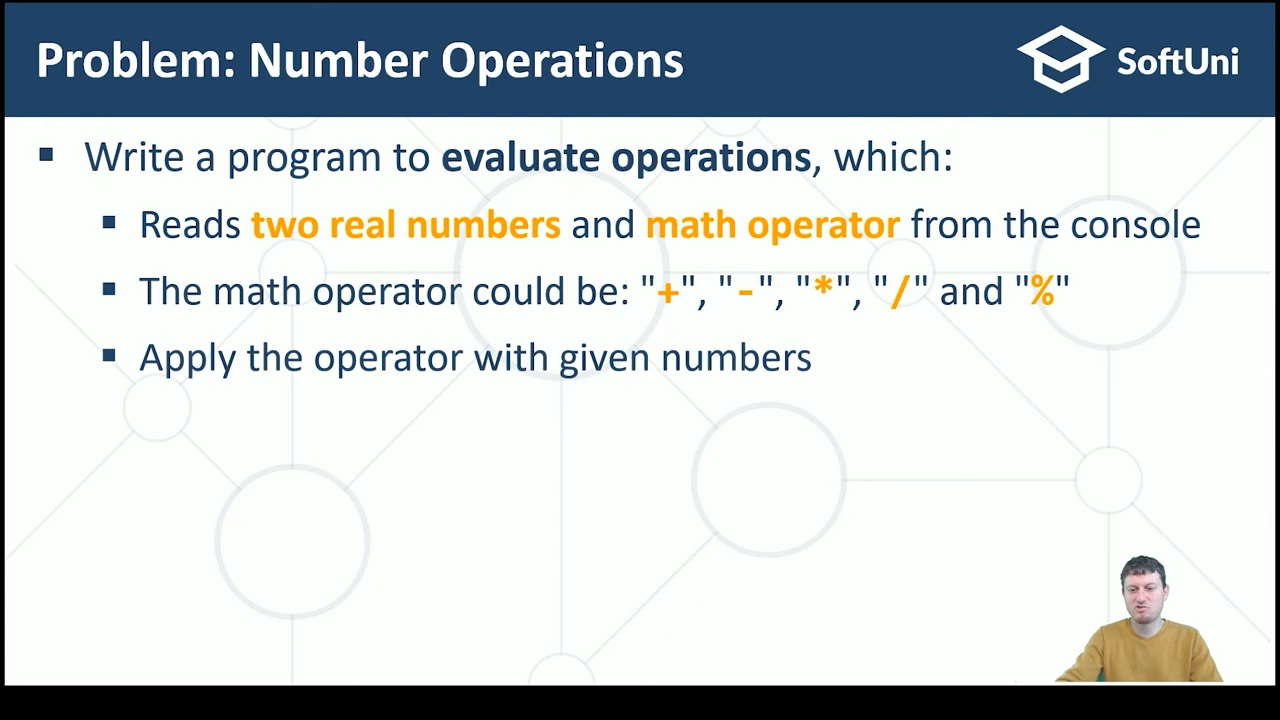 Problem: Number Operations
SoftUni
Write a program to evaluate operations, which:
Reads two real numbers and math operator from the console
The math operator could be: "+", "-", "*", "/" and "%"
Apply the operator with given numbers